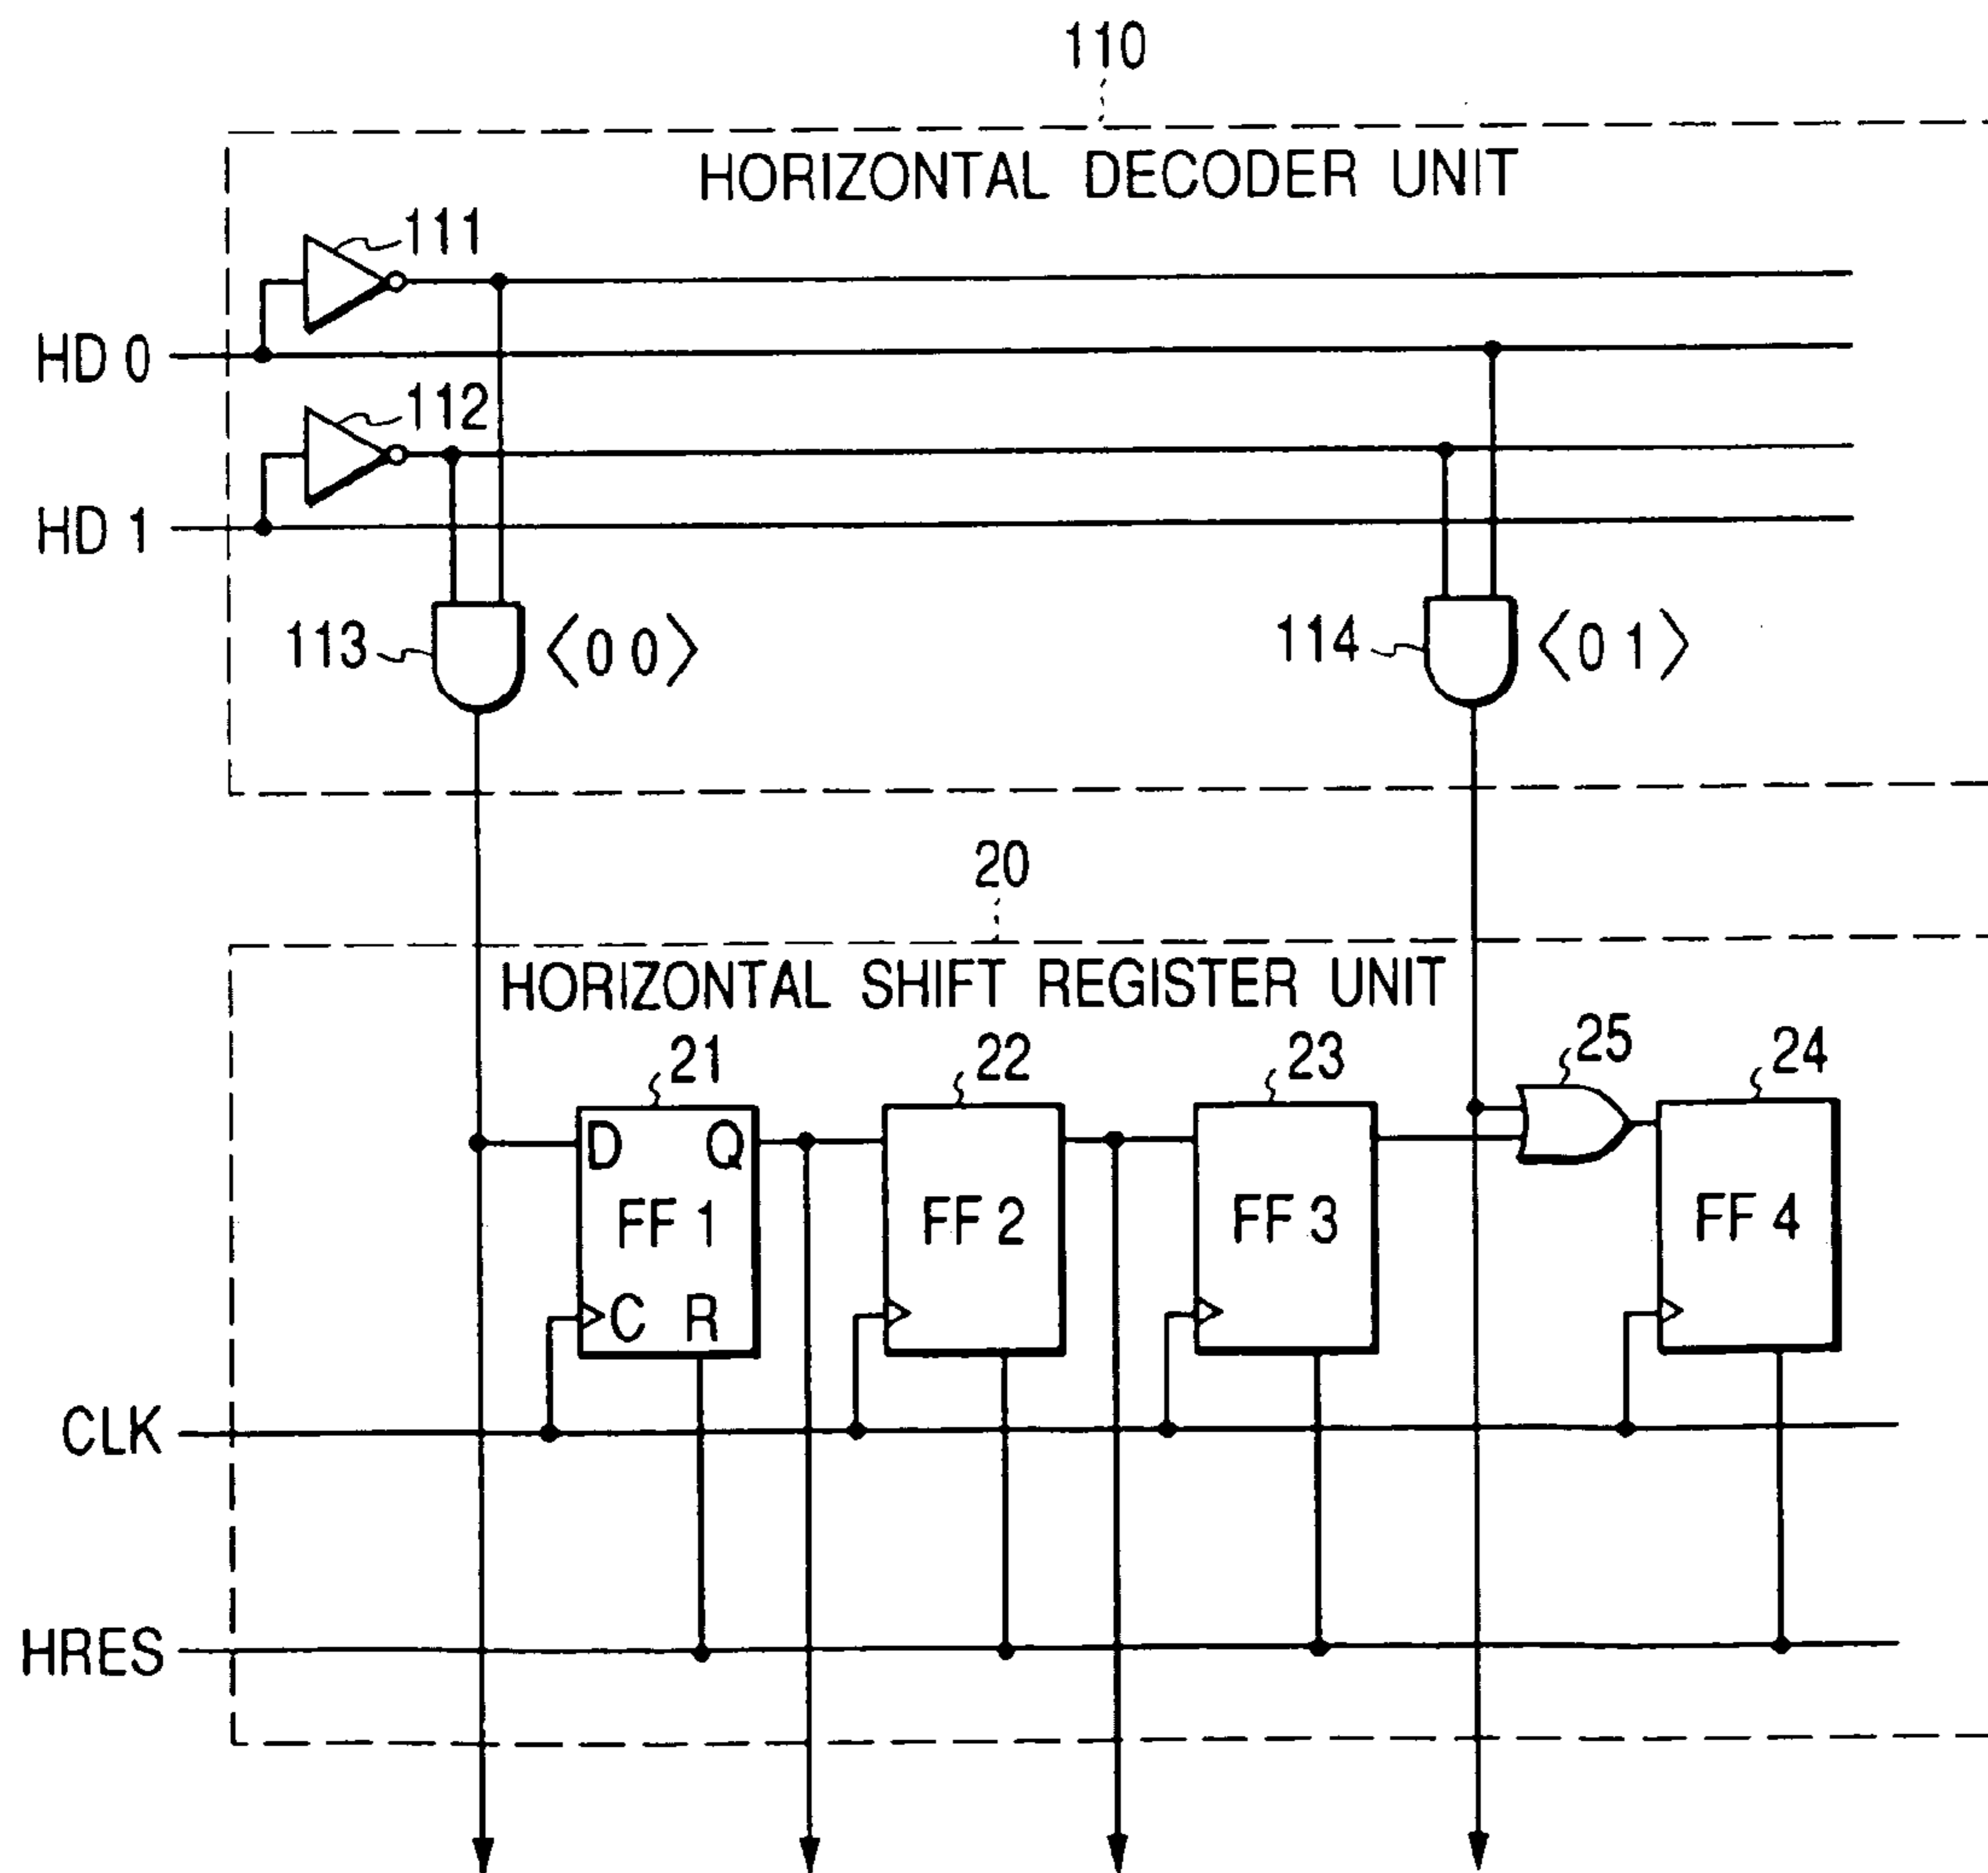 110
HORIZONTAL DECODER UNIT
111
HD 0
112
HD 1
113
〈0 0〉
114
〈0 1〉
20
HORIZONTAL SHIFT REGISTER UNIT
21
22
23
25
24
D
Q
FF 1
FF 2
FF 3
FF 4
C
R
CLK
HRES